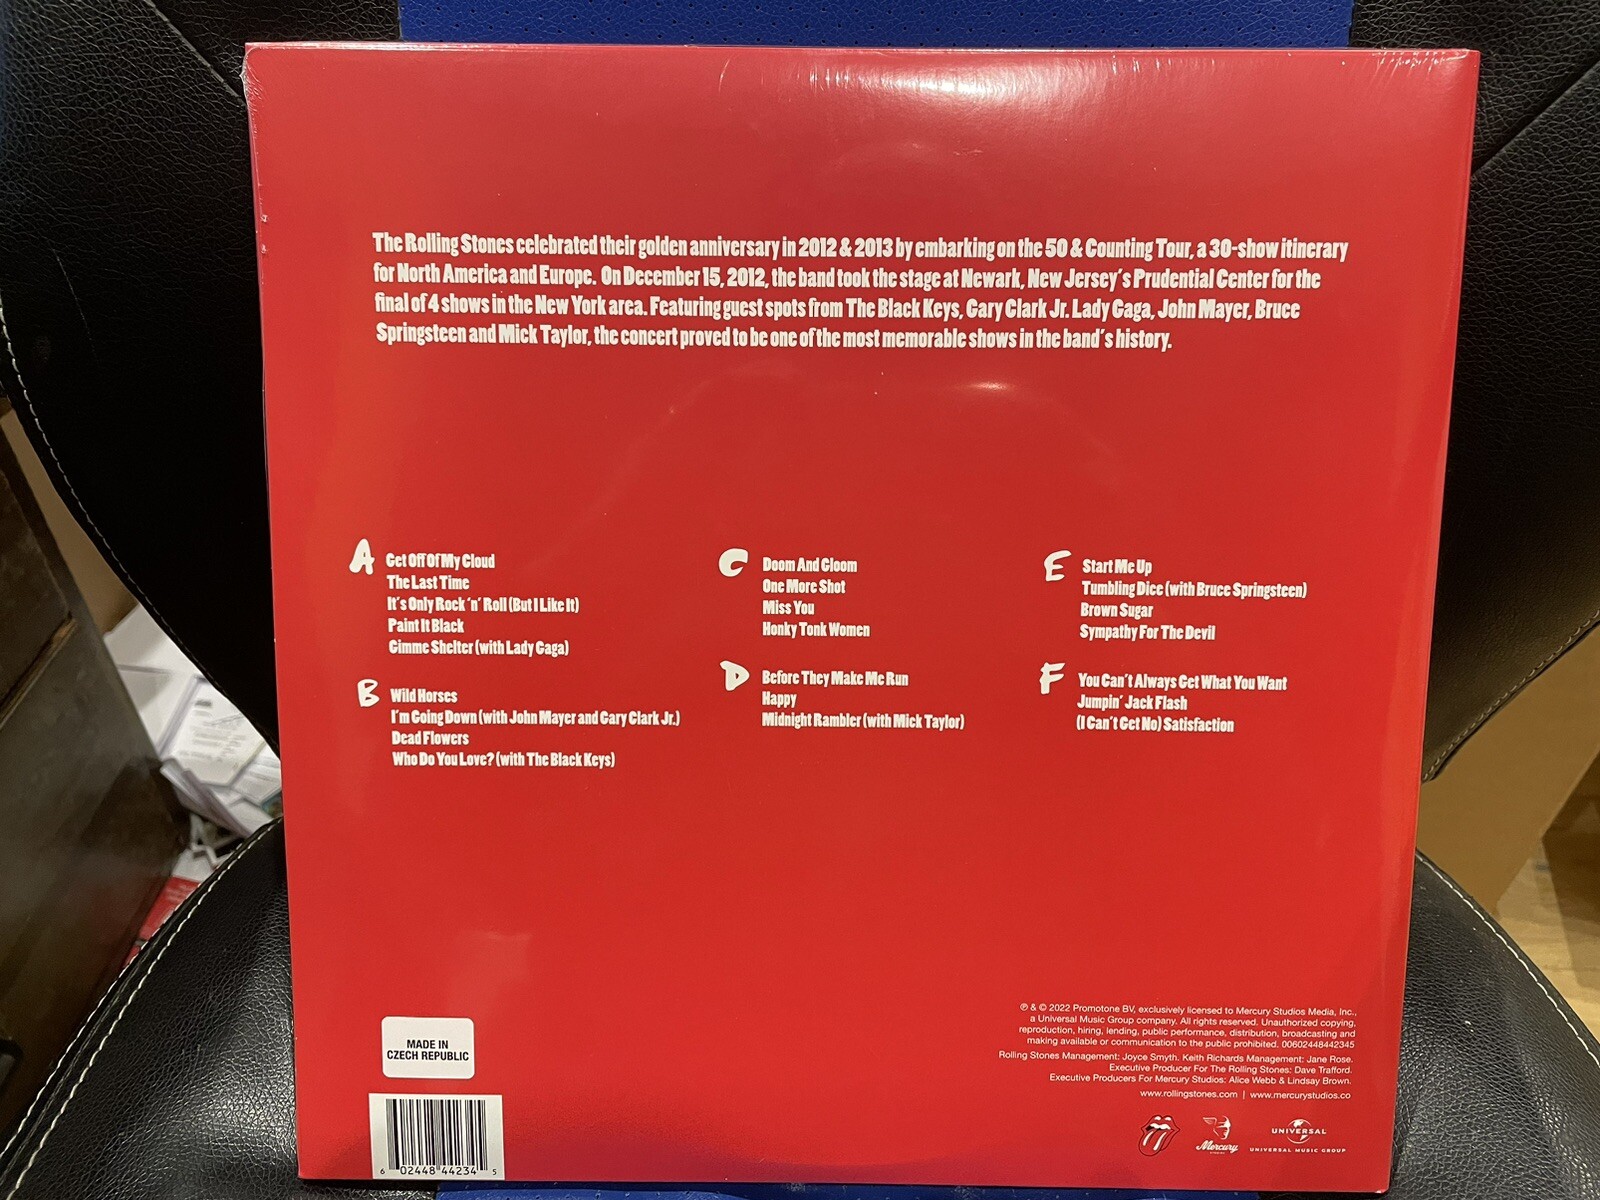 The Rolling Stones celebrated their golden anniversary in 2012 & 2013 by embarking on the 50 & Counting Tour, a 30-show itinerary
for North America and Europe. On December 15, 2012, the band took the stage at Newark, New Jersey's Prudential Center for the
final of 4 shows in the New York area. Featuring guest spots from The Black Keys, Gary Clark Jr. Lady Gaga, John Mayer, Bruce
Springsteen and Mick Taylor, the concert proved to be one of the most memorable shows in the band's history.
A
Get Off Of My Cloud
The Last Time
It's Only Rock 'n' Roll (But I Like It)
Paint It Black
Gimme Shelter (with Lady Gaga)
B
Wild Horses
I'm Going Down (with John Mayer and Gary Clark Jr.)
Dead Flowers
Who Do You Love? (with The Black Keys)
C
Doom And Gloom
One More Shot
Miss You
Honky Tonk Women
D
Before They Make Me Run
Happy
Midnight Rambler (with Mick Taylor)
E
Start Me Up
Tumbling Dice (with Bruce Springsteen)
Brown Sugar
Sympathy For The Devil
F
You Can't Always Get What You Want
Jumpin' Jack Flash
(I Can't Get No) Satisfaction
MADE IN
CZECH REPUBLIC
6 02448 44234 5
℗ & © 2022 Promotone BV, exclusively licensed to Mercury Studios Media, Inc.,
a Universal Music Group company. All rights reserved. Unauthorized copying,
reproduction, hiring, lending, public performance, distribution, broadcasting and
making available or communication to the public prohibited. 00602448442345
Rolling Stones Management: Joyce Smyth. Keith Richards Management: Jane Rose.
Executive Producer For The Rolling Stones: Dave Trafford.
Executive Producers For Mercury Studios: Alice Webb & Lindsay Brown.
www.rollingstones.com | www.mercurystudios.co
Mercury
STUDIOS
UNIVERSAL
UNIVERSAL MUSIC GROUP